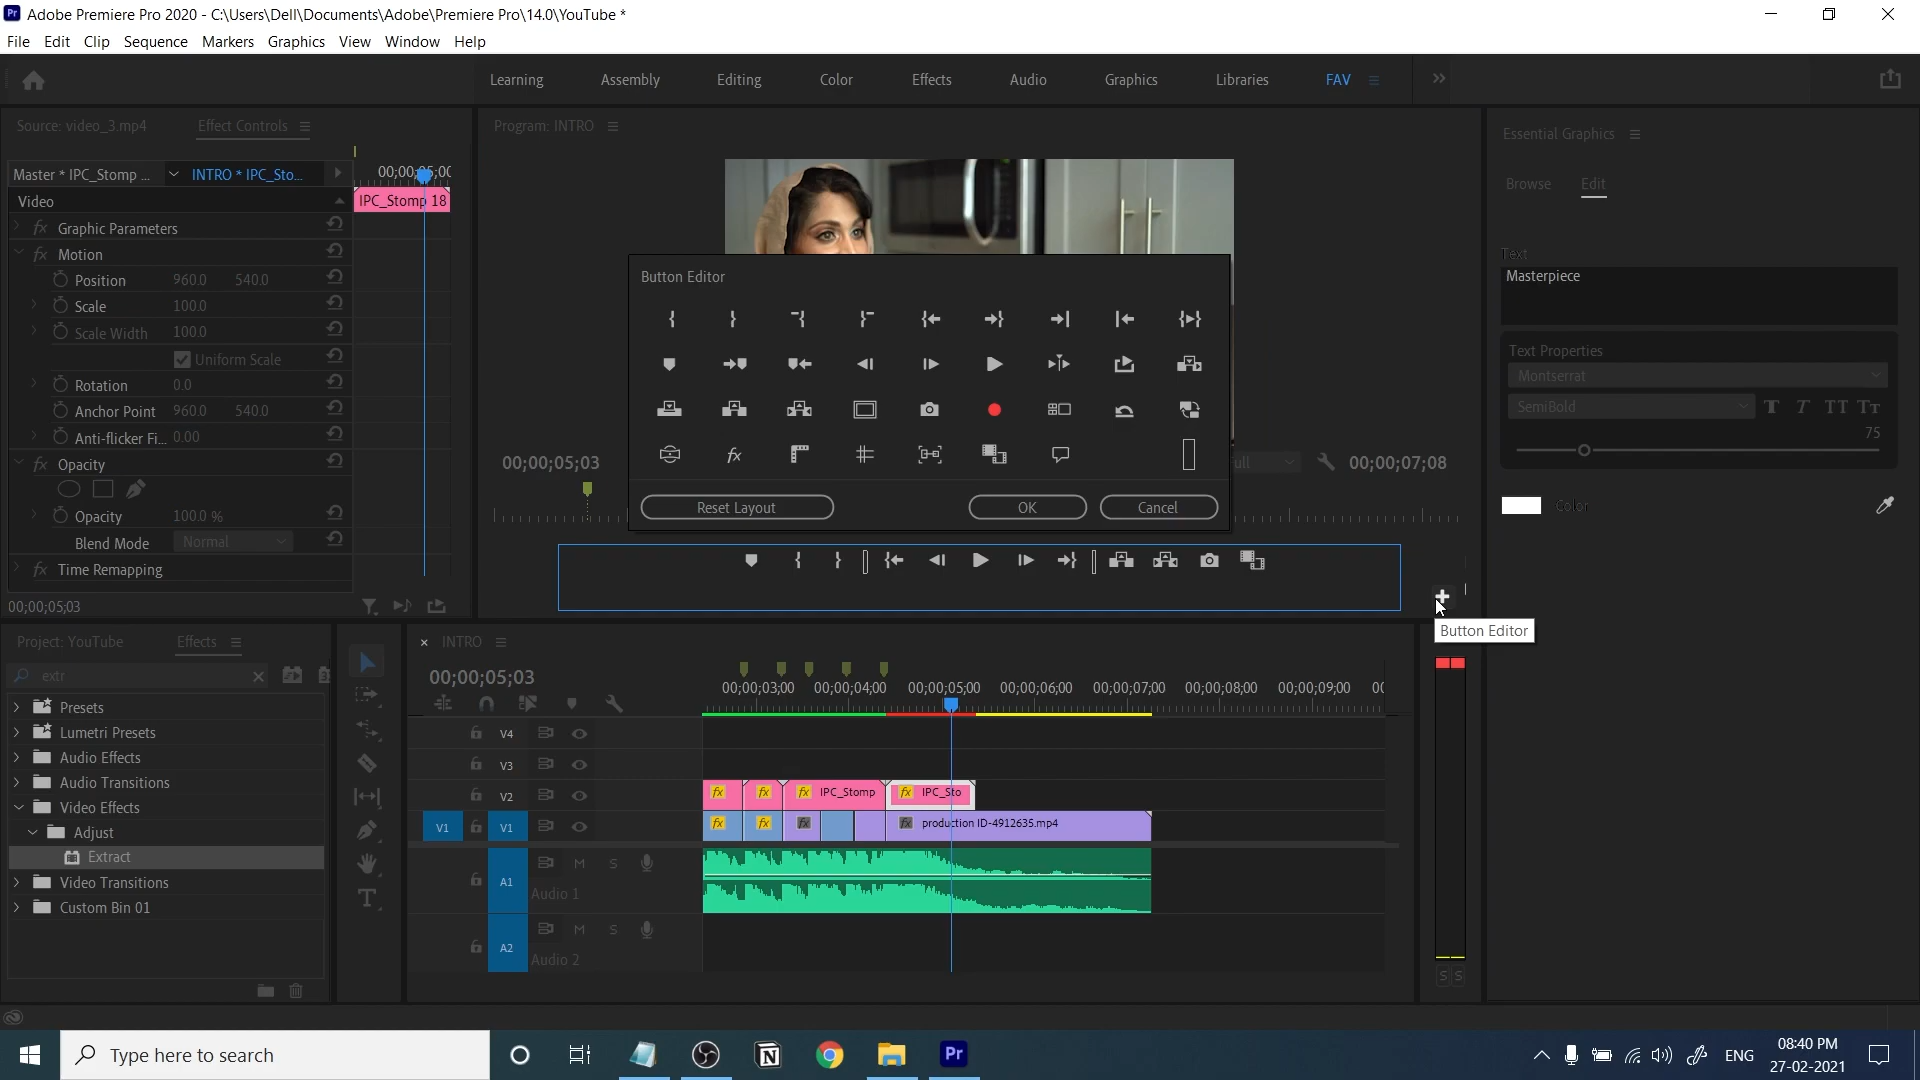 Adobe Premiere Pro 2020 - C:\Users\Dell\Documents\Adobe\Premiere Pro\14.0\YouTube *
File Edit Clip Sequence Markers Graphics View Window Help
Learning Assembly Editing Color Effects Audio Graphics Libraries FAV
Source: video_3.mp4 Effect Controls
Program: INTRO
Essential Graphics
Master * IPC_Stomp ... INTRO * IPC_Sto...
Browse Edit
Video IPC_Stomp 18
Graphic Parameters
Motion
Position 960.0 540.0
Scale 100.0
Scale Width 100.0
Uniform Scale
Rotation 0.0
Anchor Point 960.0 540.0
Anti-flicker Fi... 0.00
Opacity
Opacity 100.0 %
Blend Mode Normal
Time Remapping
00;00;05;03
Button Editor
Reset Layout OK Cancel
00;00;05;03 00;00;07;08
Button Editor
Text
Masterpiece
Text Properties
Montserrat
SemiBold
75
Color
Project: YouTube Effects
extr
Presets
Lumetri Presets
Audio Effects
Audio Transitions
Video Effects
Adjust
Extract
Video Transitions
Custom Bin 01
INTRO
00;00;05;03
00;00;03;00 00;00;04;00 00;00;05;00 00;00;06;00 00;00;07;00 00;00;08;00 00;00;09;00
V4
V3
V2 fx fx fx IPC_Stomp fx IPC_Sto
V1 V1 fx fx fx fx production ID-4912635.mp4
A1 M S
Audio 1
A2 M S
Audio 2
S S
Type here to search
ENG
08:40 PM
27-02-2021